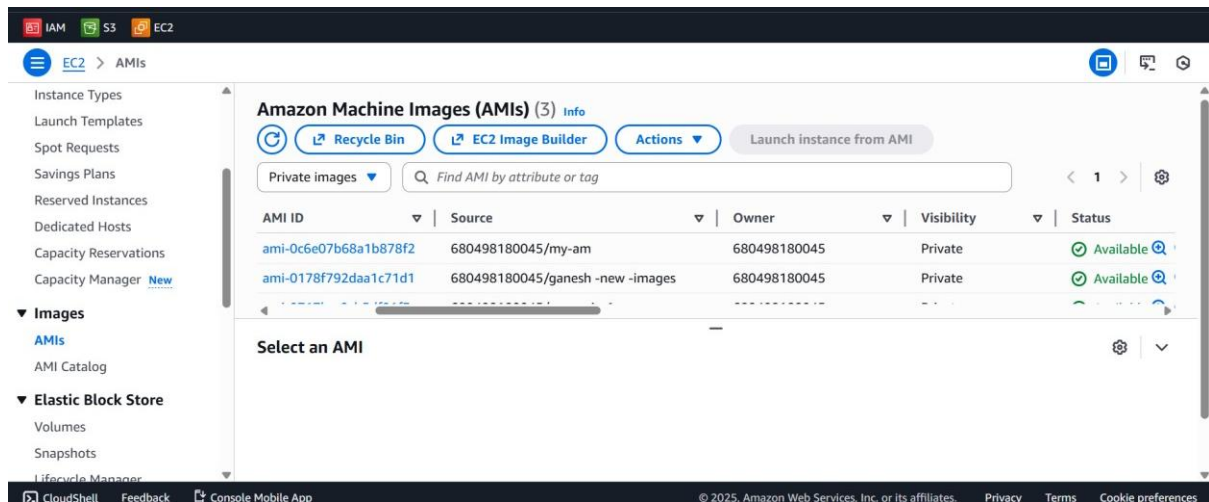 IAM S3 EC2
EC2 > AMIs
Instance Types
Launch Templates
Spot Requests
Savings Plans
Reserved Instances
Dedicated Hosts
Capacity Reservations
Capacity Manager New
Images
AMIs
AMI Catalog
Elastic Block Store
Volumes
Snapshots
Lifecycle Manager
Amazon Machine Images (AMIs) (3) Info
Recycle Bin EC2 Image Builder Actions Launch instance from AMI
Private images Find AMI by attribute or tag 1
AMI ID Source Owner Visibility Status
ami-0c6e07b68a1b878f2 680498180045/my-am 680498180045 Private Available
ami-0178f792daa1c71d1 680498180045/ganesh -new -images 680498180045 Private Available
Select an AMI
CloudShell Feedback Console Mobile App © 2025, Amazon Web Services, Inc. or its affiliates. Privacy Terms Cookie preferences